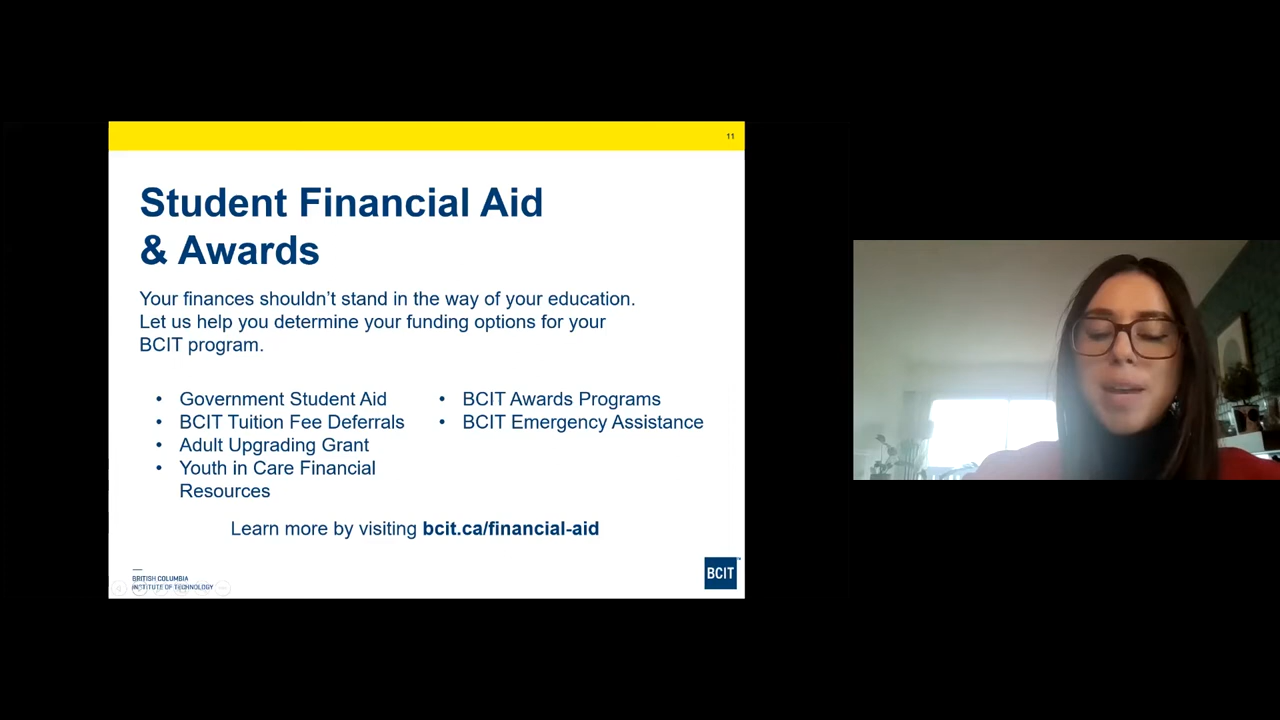 11
Student Financial Aid
& Awards
Your finances shouldn’t stand in the way of your education.
Let us help you determine your funding options for your
BCIT program.
• Government Student Aid
• BCIT Tuition Fee Deferrals
• Adult Upgrading Grant
• Youth in Care Financial
Resources
• BCIT Awards Programs
• BCIT Emergency Assistance
Learn more by visiting bcit.ca/financial-aid
BRITISH COLUMBIA
INSTITUTE OF TECHNOLOGY
BCIT